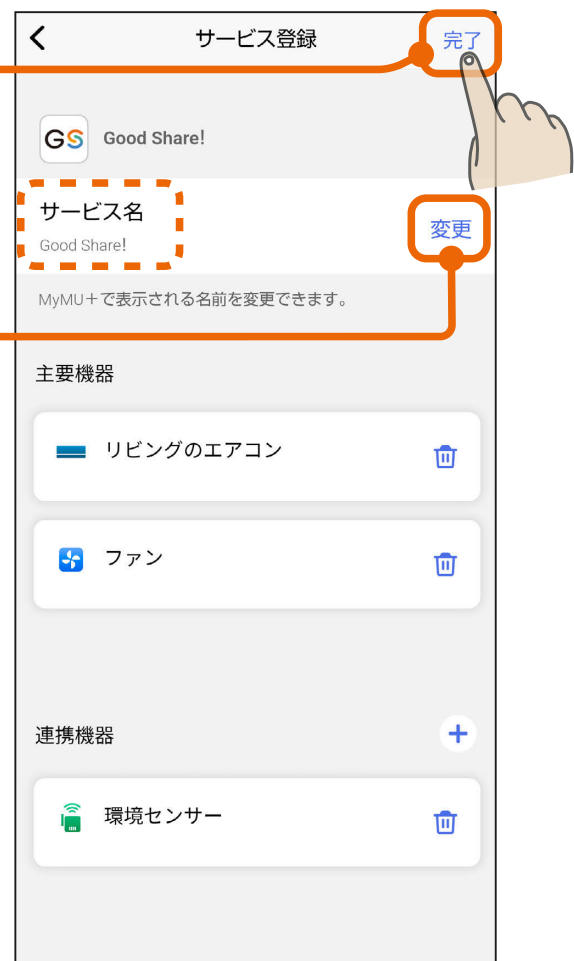 サービス登録
完了
GS
Good Share!
サービス名
Good Share!
変更
MyMU+で表示される名前を変更できます。
主要機器
リビングのエアコン
ファン
連携機器
環境センサー